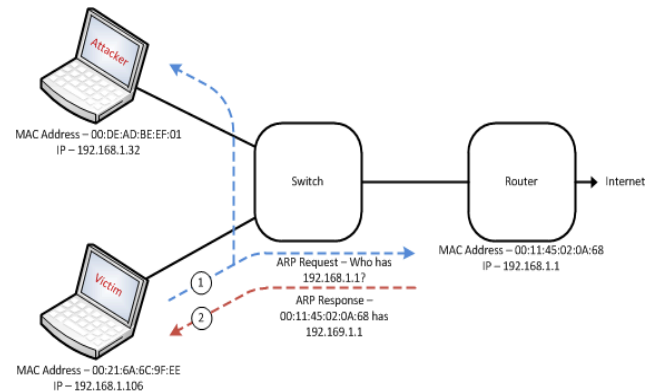 Attacker
MAC Address – 00:DE:AD:BE:EF:01
IP – 192.168.1.32
Switch
Router
Internet
MAC Address – 00:11:45:02:0A:68
IP – 192.168.1.1
1
ARP Request – Who has
192.168.1.1?
2
ARP Response –
00:11:45:02:0A:68 has
192.169.1.1
Victim
MAC Address – 00:21:6A:6C:9F:EE
IP – 192.168.1.106